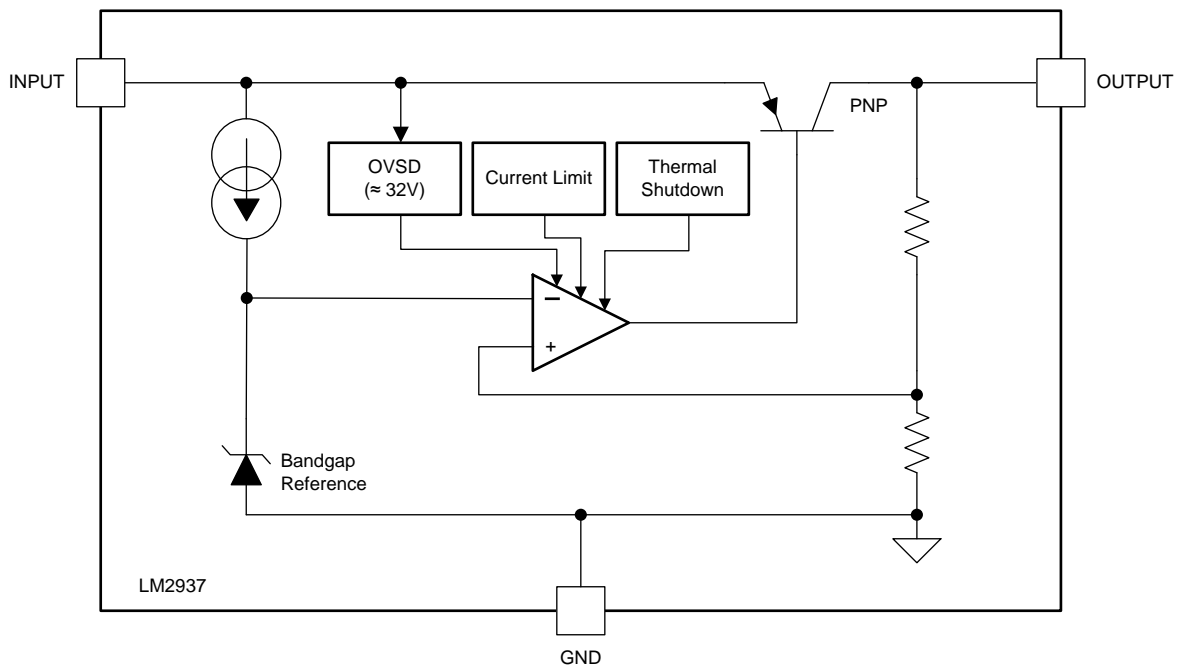 INPUT
OUTPUT
PNP
OVSD
(≈ 32V)
Current Limit
Thermal
Shutdown
−
+
Bandgap
Reference
LM2937
GND